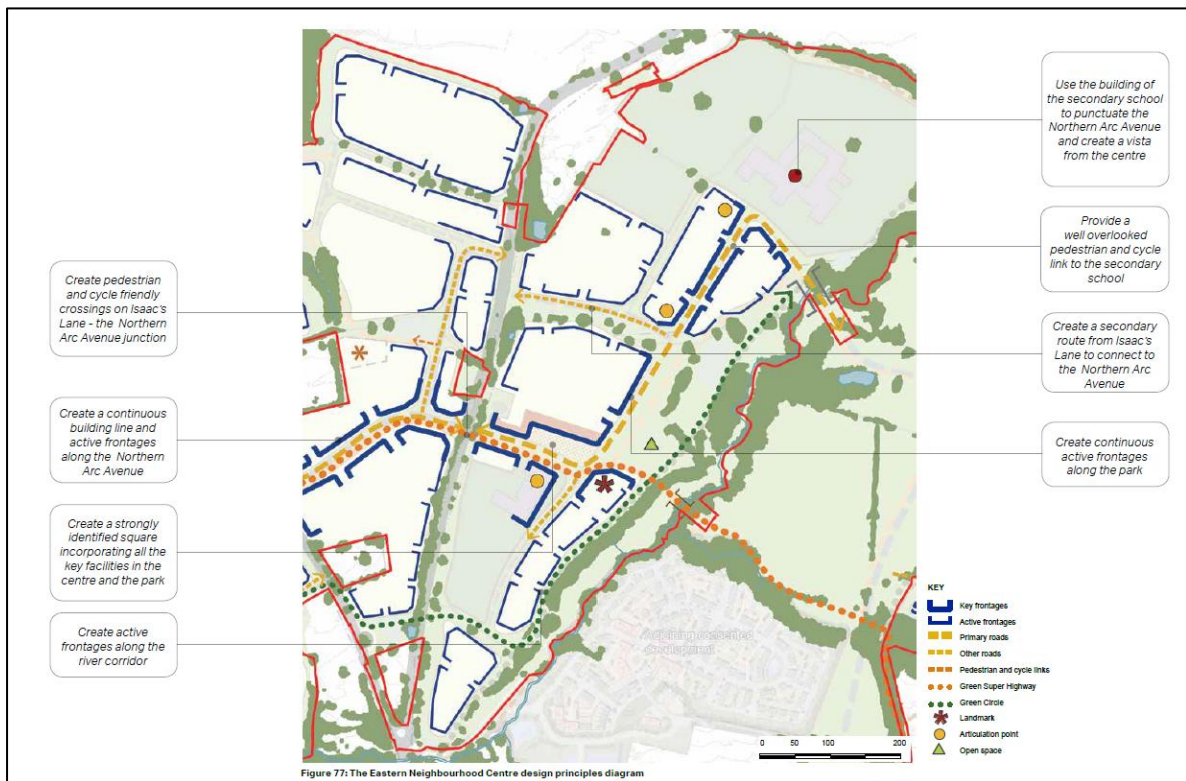 Create pedestrian
and cycle friendly
crossings on Isaac's
Lane - the Northern
Arc Avenue junction
Create a continuous
building line and
active frontages
along the Northern
Arc Avenue
Create a strongly
identified square
incorporating all the
key facilities in the
centre and the park
Create active
frontages along the
river corridor
Use the building of
the secondary school
to punctuate the
Northern Arc Avenue
and create a vista
from the centre
Provide a
well overlooked
pedestrian and cycle
link to the secondary
school
Create a secondary
route from Isaac's
Lane to connect to
the Northern Arc
Avenue
Create continuous
active frontages
along the park
development
KEY
Key frontages
Active frontages
Primary roads
Other roads
Pedestrian and cycle links
Green Super Highway
Green Circle
Landmark
Articulation point
Open space
0 50 100 200
Figure 77: The Eastern Neighbourhood Centre design principles diagram